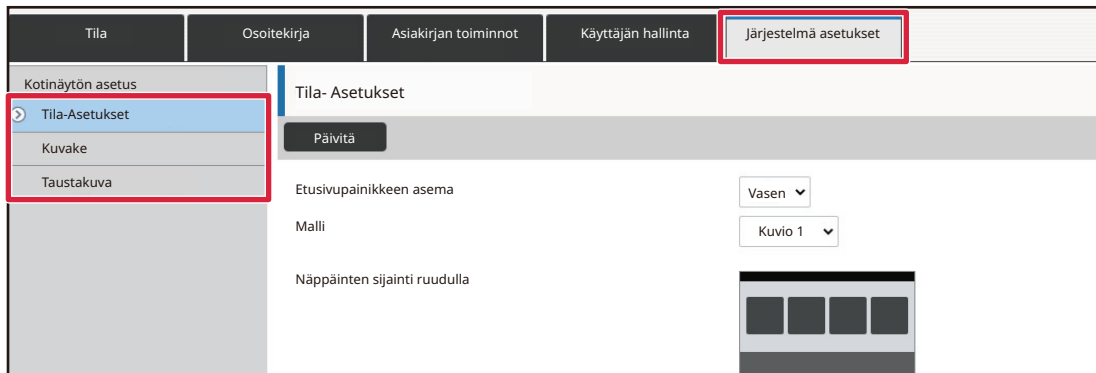 Tila
Osoitekirja
Asiakirjan toiminnot
Käyttäjän hallinta
Järjestelmä asetukset
Kotinäytön asetus
Tila-Asetukset
Kuvake
Taustakuva
Tila- Asetukset
Päivitä
Etusivupainikkeen asema
Vasen
Malli
Kuvio 1
Näppäinten sijainti ruudulla